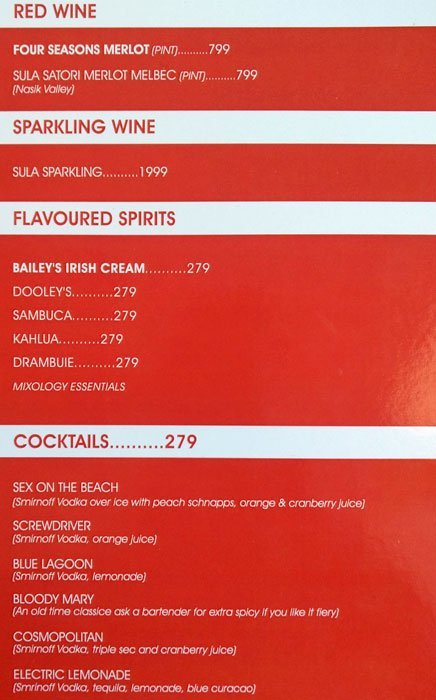 RED WINE
FOUR SEASONS MERLOT (PINT)..........799
SULA SATORI MERLOT MELBEC (PINT)..........799
(Nasik Valley)
SPARKLING WINE
SULA SPARKLING..........1999
FLAVOURED SPIRITS
BAILEY'S IRISH CREAM..........279
DOOLEY'S..........279
SAMBUCA..........279
KAHLUA..........279
DRAMBUIE..........279
MIXOLOGY ESSENTIALS
COCKTAILS..........279
SEX ON THE BEACH
(Smirnoff Vodka over ice with peach schnapps, orange & cranberry juice)
SCREWDRIVER
(Smirnoff Vodka, orange juice)
BLUE LAGOON
(Smirnoff Vodka, lemonade)
BLOODY MARY
(An old time classice ask a bartender for extra spicy if you like it fiery)
COSMOPOLITAN
(Smirnoff Vodka, triple sec and cranberry juice)
ELECTRIC LEMONADE
(Smrirnoff Vodka, tequila, lemonade, blue curacao)